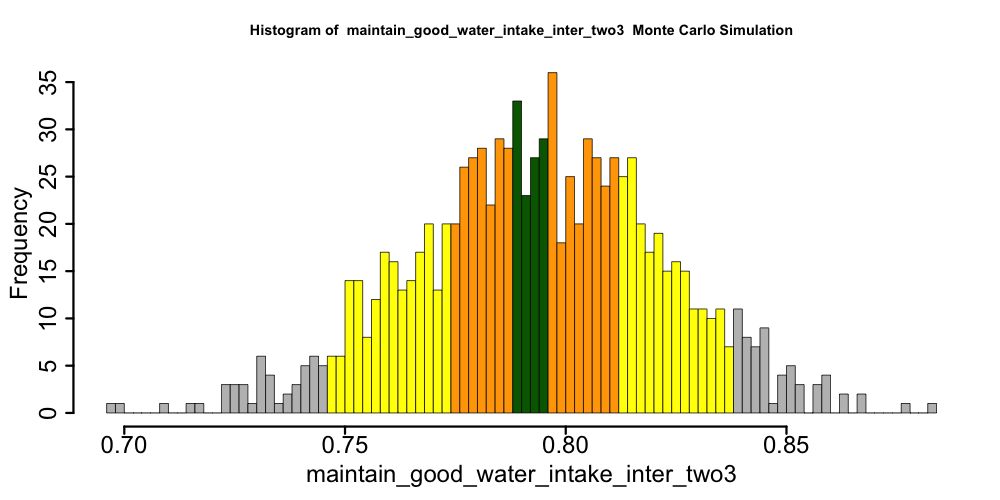 Histogram of  maintain_good_water_intake_inter_two3  Monte Carlo Simulation
Frequency
35
30
25
20
15
10
5
0
0.70 0.75 0.80 0.85
maintain_good_water_intake_inter_two3